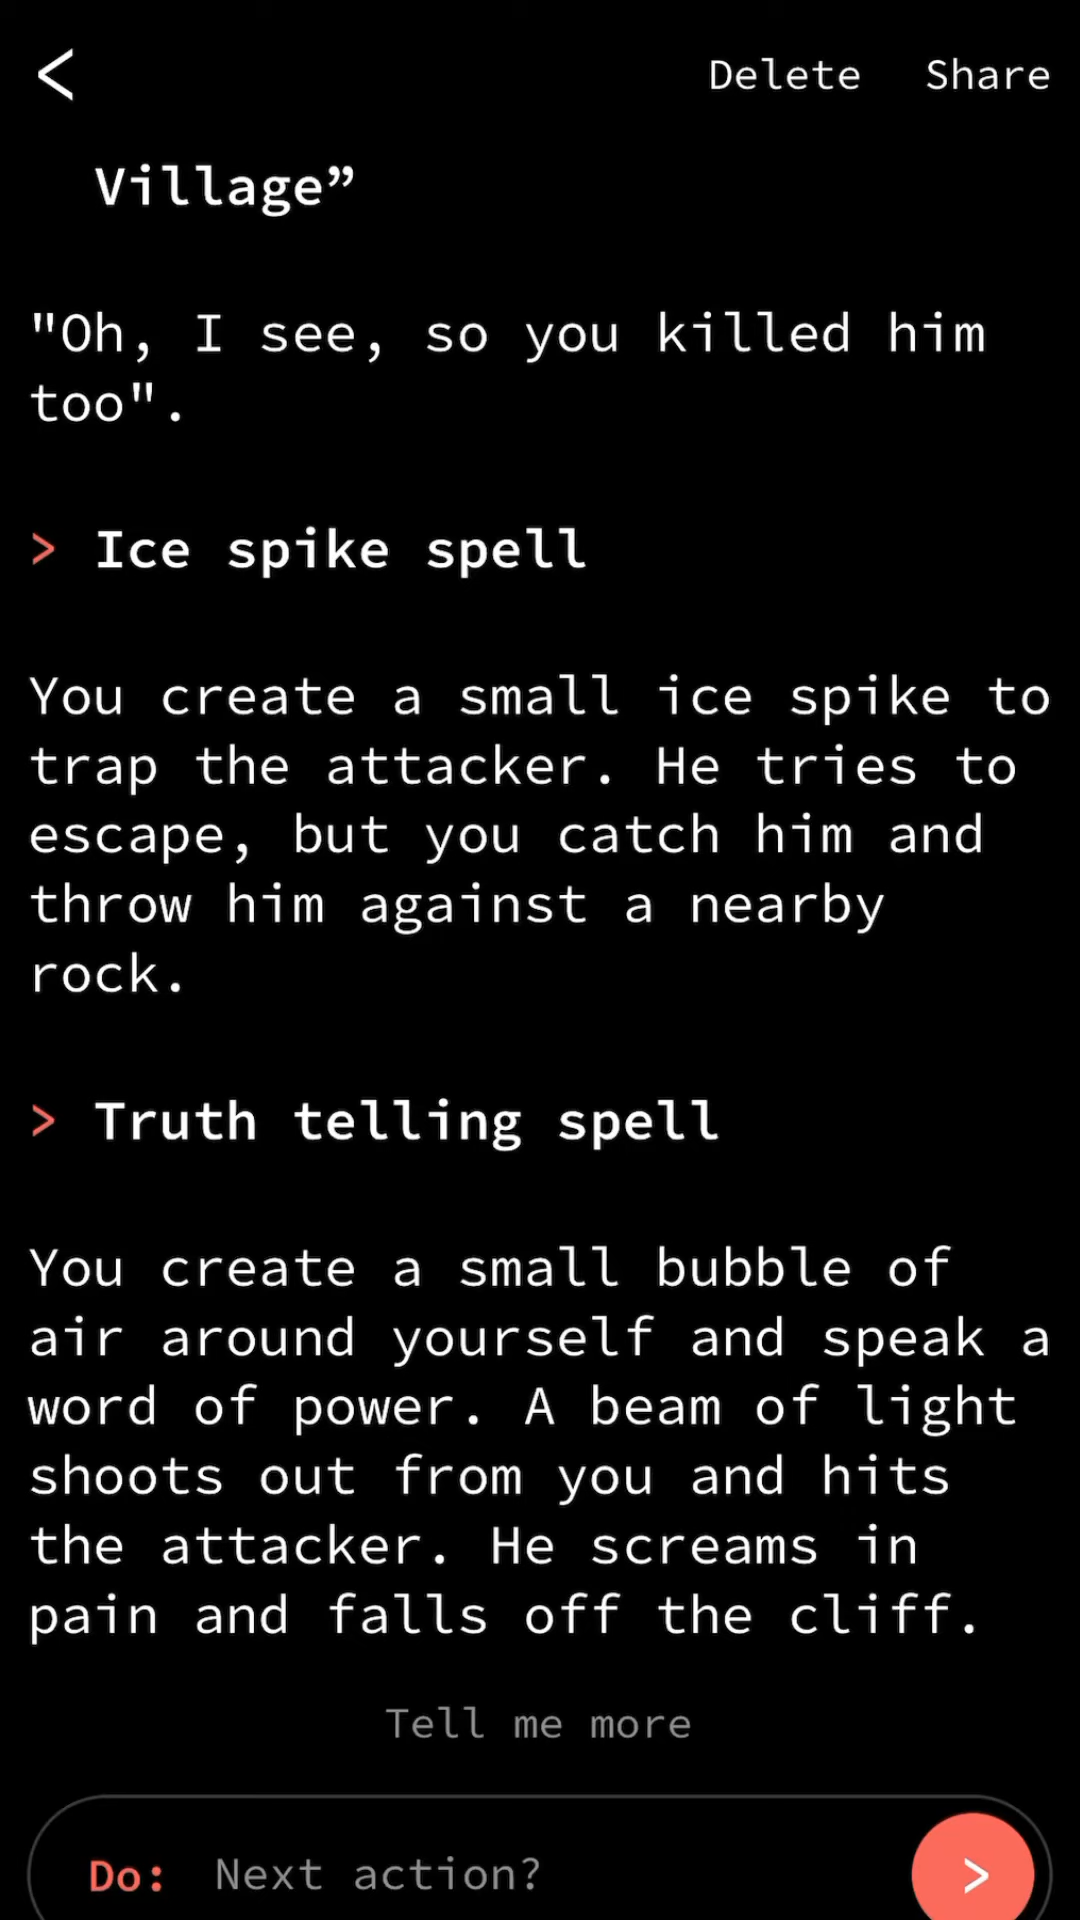 <
Delete Share
Village”
"Oh, I see, so you killed him
too".
> Ice spike spell
You create a small ice spike to
trap the attacker. He tries to
escape, but you catch him and
throw him against a nearby
rock.
> Truth telling spell
You create a small bubble of
air around yourself and speak a
word of power. A beam of light
shoots out from you and hits
the attacker. He screams in
pain and falls off the cliff.
Tell me more
Do: Next action? >